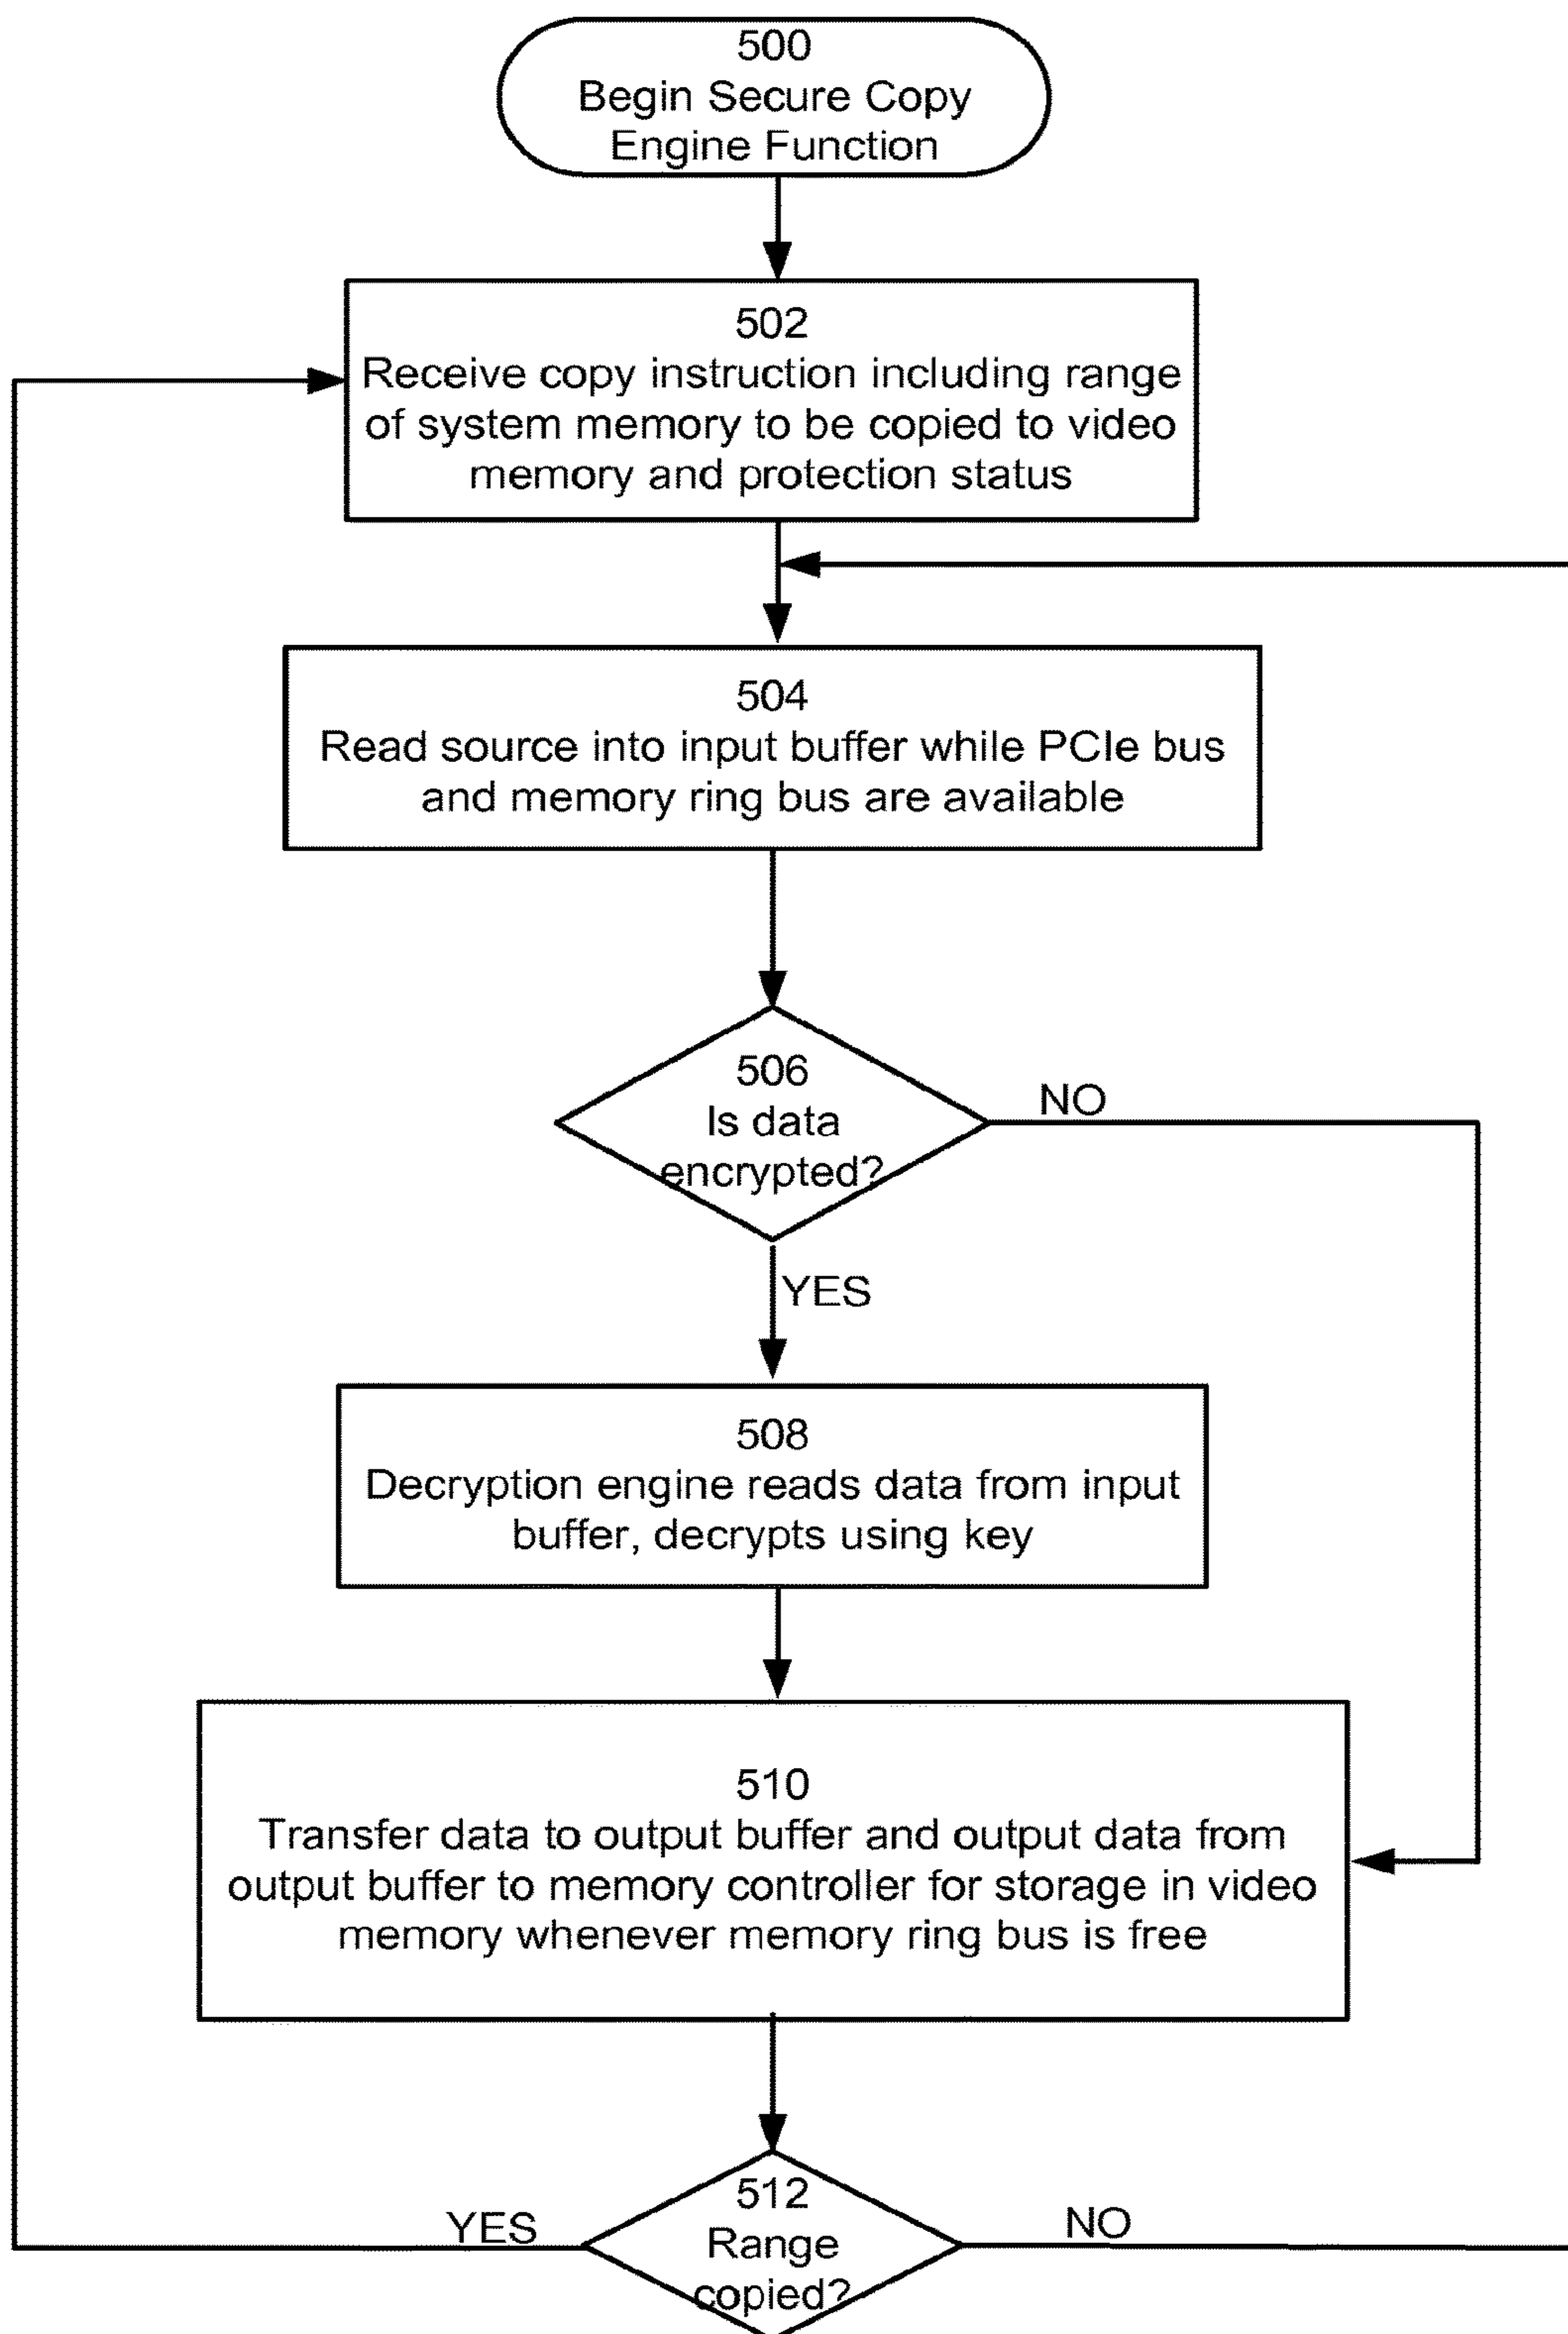 500
Begin Secure Copy
Engine Function
502
Receive copy instruction including range
of system memory to be copied to video
memory and protection status
504
Read source into input buffer while PCIe bus
and memory ring bus are available
506
Is data
encrypted?
NO
YES
508
Decryption engine reads data from input
buffer, decrypts using key
510
Transfer data to output buffer and output data from
output buffer to memory controller for storage in video
memory whenever memory ring bus is free
512
Range
copied?
YES
NO